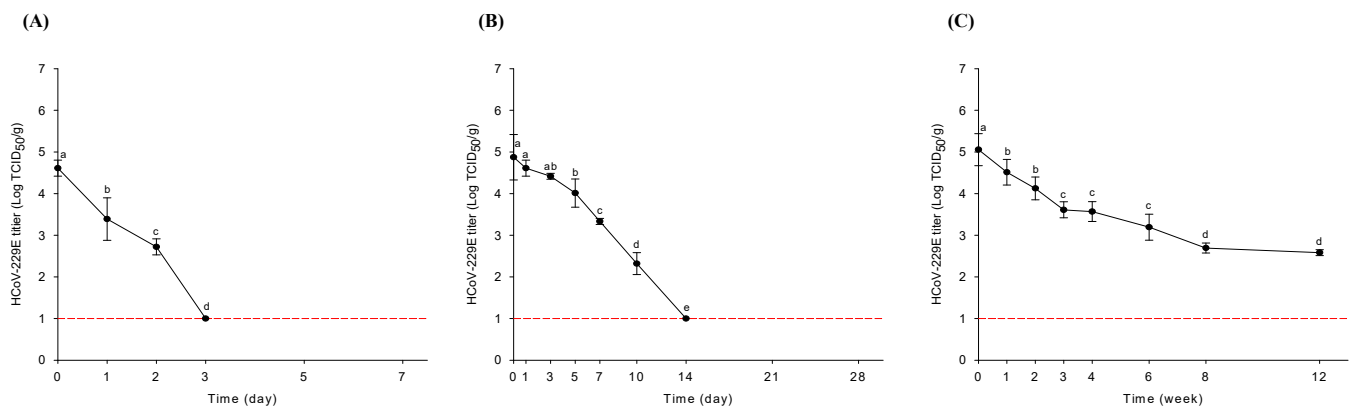 (A)
HCoV-229E titier (Log TCID50/g)
7
6
5
4
3
2
1
0
a
b
c
d
0 1 2 3 5 7
Time (day)
(B)
HCoV-229E titier (Log TCID50/g)
7
6
5
4
3
2
1
0
a
a
ab
b
c
d
e
0 1 3 5 7 10 14 21 28
Time (day)
(C)
HCoV-229E titier (Log TCID50/g)
7
6
5
4
3
2
1
0
a
b
b
c
c
c
d
d
0 1 2 3 4 6 8 12
Time (week)